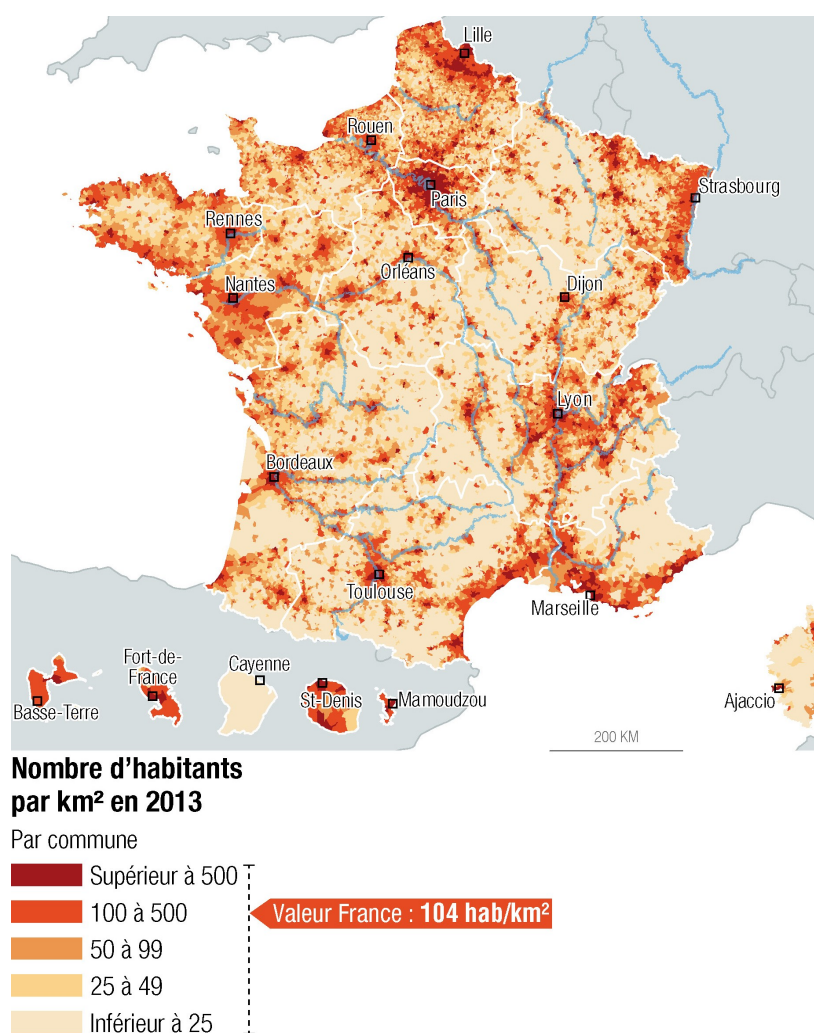 Lille
Rouen
Paris
Strasbourg
Rennes
Orléans
Nantes
Dijon
Lyon
Bordeaux
Toulouse
Marseille
Fort-de-
France
Cayenne
St-Denis
Mamoudzou
Basse-Terre
Ajaccio
200 KM
Nombre d'habitants
par km² en 2013
Par commune
Supérieur à 500
100 à 500
Valeur France : 104 hab/km²
50 à 99
25 à 49
Inférieur à 25